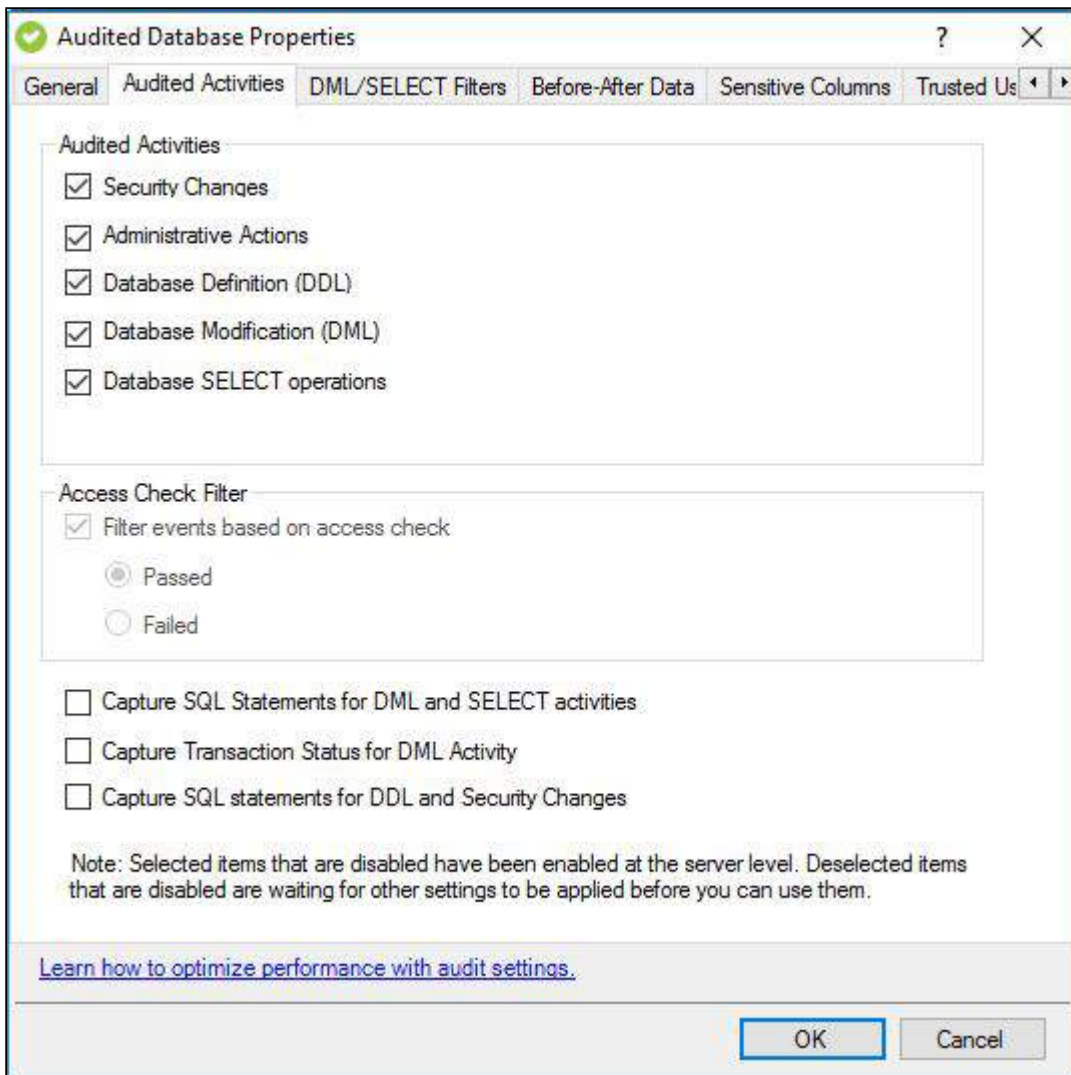 Audited Database Properties
General Audited Activities DML/SELECT Filters Before-After Data Sensitive Columns Trusted Us
Audited Activities
Security Changes
Administrative Actions
Database Definition (DDL)
Database Modification (DML)
Database SELECT operations
Access Check Filter
Filter events based on access check
Passed
Failed
Capture SQL Statements for DML and SELECT activities
Capture Transaction Status for DML Activity
Capture SQL statements for DDL and Security Changes
Note: Selected items that are disabled have been enabled at the server level. Deselected items
that are disabled are waiting for other settings to be applied before you can use them.
Learn how to optimize performance with audit settings.
OK Cancel